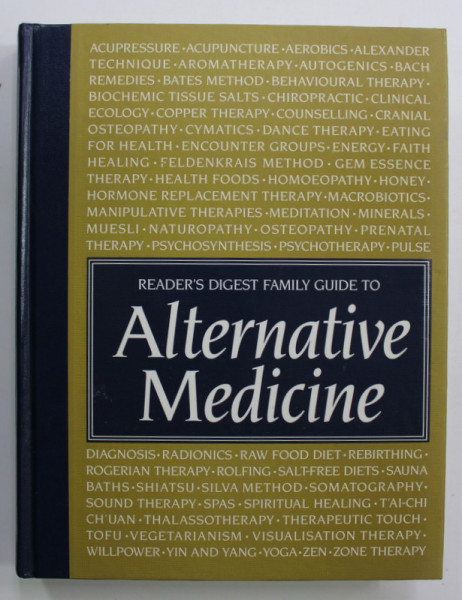 ACUPRESSURE · ACUPUNCTURE · AEROBICS · ALEXANDER
TECHNIQUE · AROMATHERAPY · AUTOGENICS · BACH
REMEDIES · BATES METHOD · BEHAVIOURAL THERAPY ·
BIOCHEMIC TISSUE SALTS · CHIROPRACTIC · CLINICAL
ECOLOGY · COPPER THERAPY · COUNSELLING · CRANIAL
OSTEOPATHY · CYMATICS · DANCE THERAPY · EATING
FOR HEALTH · ENCOUNTER GROUPS · ENERGY · FAITH
HEALING · FELDENKRAIS METHOD · GEM ESSENCE
THERAPY · HEALTH FOODS · HOMOEOPATHY · HONEY ·
HORMONE REPLACEMENT THERAPY · MACROBIOTICS ·
MANIPULATIVE THERAPIES · MEDITATION · MINERALS ·
MUESLI · NATUROPATHY · OSTEOPATHY · PRENATAL
THERAPY · PSYCHOSYNTHESIS · PSYCHOTHERAPY · PULSE
READER'S DIGEST FAMILY GUIDE TO
Alternative
Medicine
DIAGNOSIS · RADIONICS · RAW FOOD DIET · REBIRTHING ·
ROGERIAN THERAPY · ROLFING · SALT-FREE DIETS · SAUNA
BATHS · SHIATSU · SILVA METHOD · SOMATOGRAPHY ·
SOUND THERAPY · SPAS · SPIRITUAL HEALING · T'AI-CHI
CH'UAN · THALASSOTHERAPY · THERAPEUTIC TOUCH ·
TOFU · VEGETARIANISM · VISUALISATION THERAPY ·
WILLPOWER · YIN AND YANG · YOGA · ZEN · ZONE THERAPY